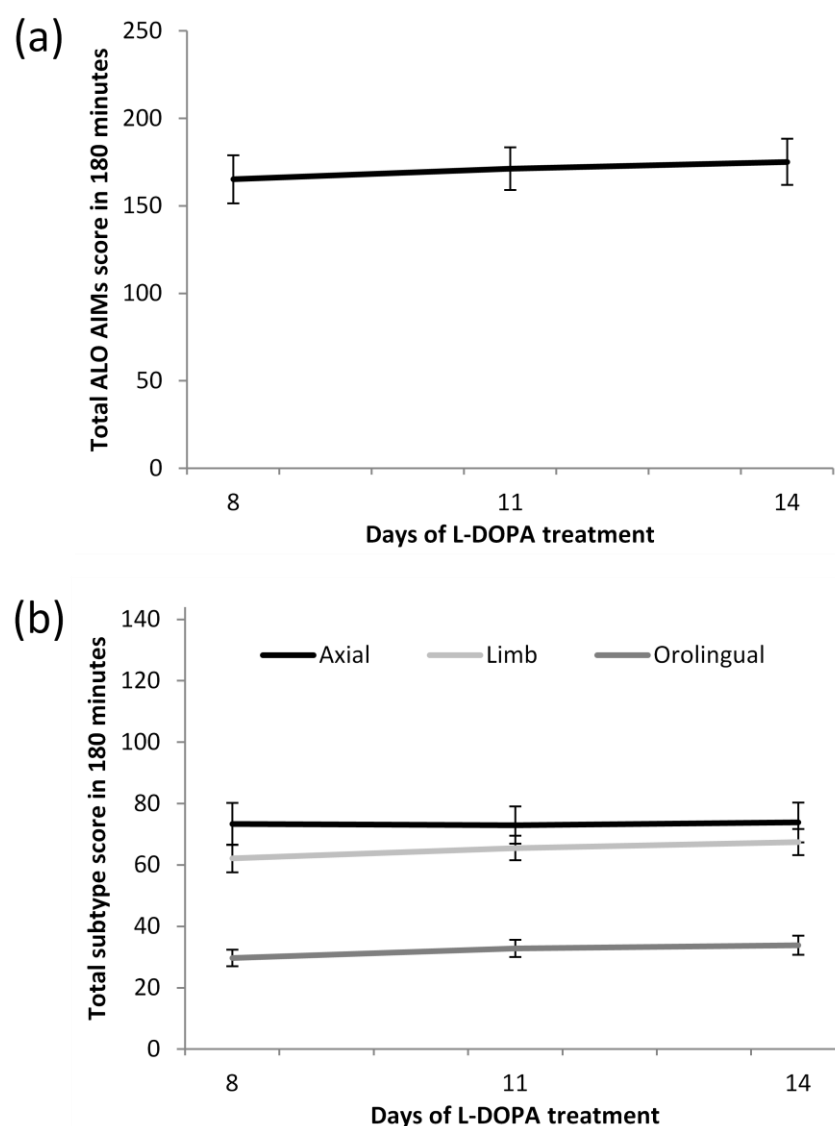 (a)
Total ALO AIMs score in 180 minutes
250
200
150
100
50
0
8 11 14
Days of L-DOPA treatment
(b)
Total subtype score in 180 minutes
140
120
100
80
60
40
20
0
Axial Limb Orolingual
8 11 14
Days of L-DOPA treatment